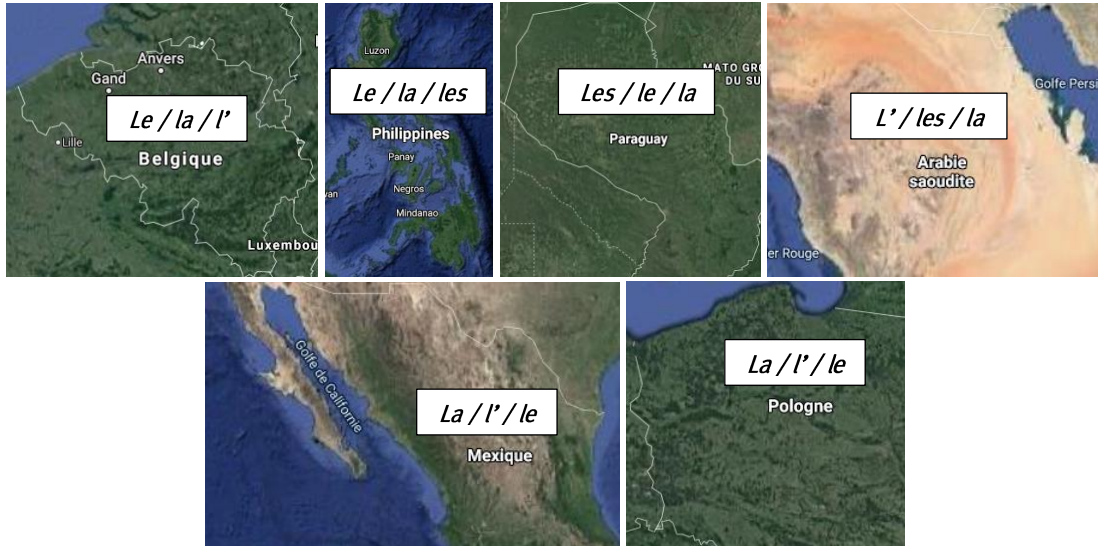 Anvers
Gand
Le / la / l'
Lille
Belgique
Luxembou
Luzon
Le / la / les
Philippines
Panay
van
Negros
Mindanao
MATO GRO
DU SU
Les / le / la
Paraguay
Golfe Persi
L' / les / la
Arabie
saoudite
er Rouge
Golfe de Californie
La / l' / le
Mexique
La / l' / le
Pologne